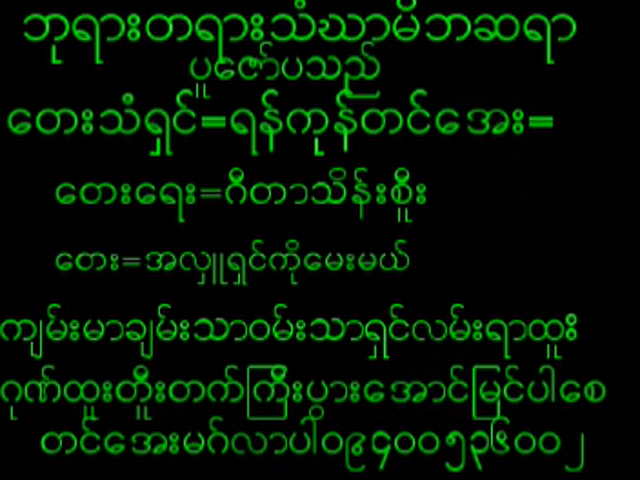 ဘုရားတရားသံဃာမိဘဆရာ
ပူဇော်ပသည်
တေးသံရှင်=ရန်ကုန်တင်အေး=
တေးရေး=ဂီတာသိန်းစိူး
တေး=အလှူရှင်ကိုမေးမယ်
ကျမ်းမာချမ်းသာဝမ်းသာရှင်လမ်းရာထူး
ဂုဏ်ထူးတိူးတက်ကြီးပွားအောင်မြင်ပါစေ
တင်အေးမင်္ဂလာပါ၀၉၄၀၀၅၃၆၀၀၂